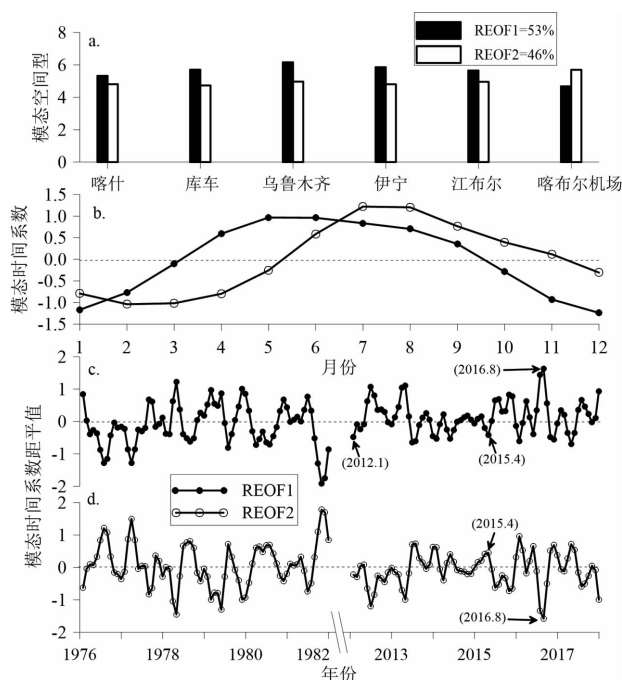 a.
REOF1=53%
REOF2=46%
模态空间型
8
6
4
2
0
喀什 库车 乌鲁木齐 伊宁 江布尔 喀布尔机场
b.
模态时间系数
1.5
1.0
0.5
0.0
-0.5
-1.0
-1.5
1 2 3 4 5 6 7 8 9 10 11 12
月份
c.
模态时间系数距平值
2
1
0
-1
-2
(2016.8)
(2012.1)
(2015.4)
d.
REOF1
REOF2
2
1
0
-1
-2
(2015.4)
(2016.8)
1976 1978 1980 1982 2013 2015 2017
年份